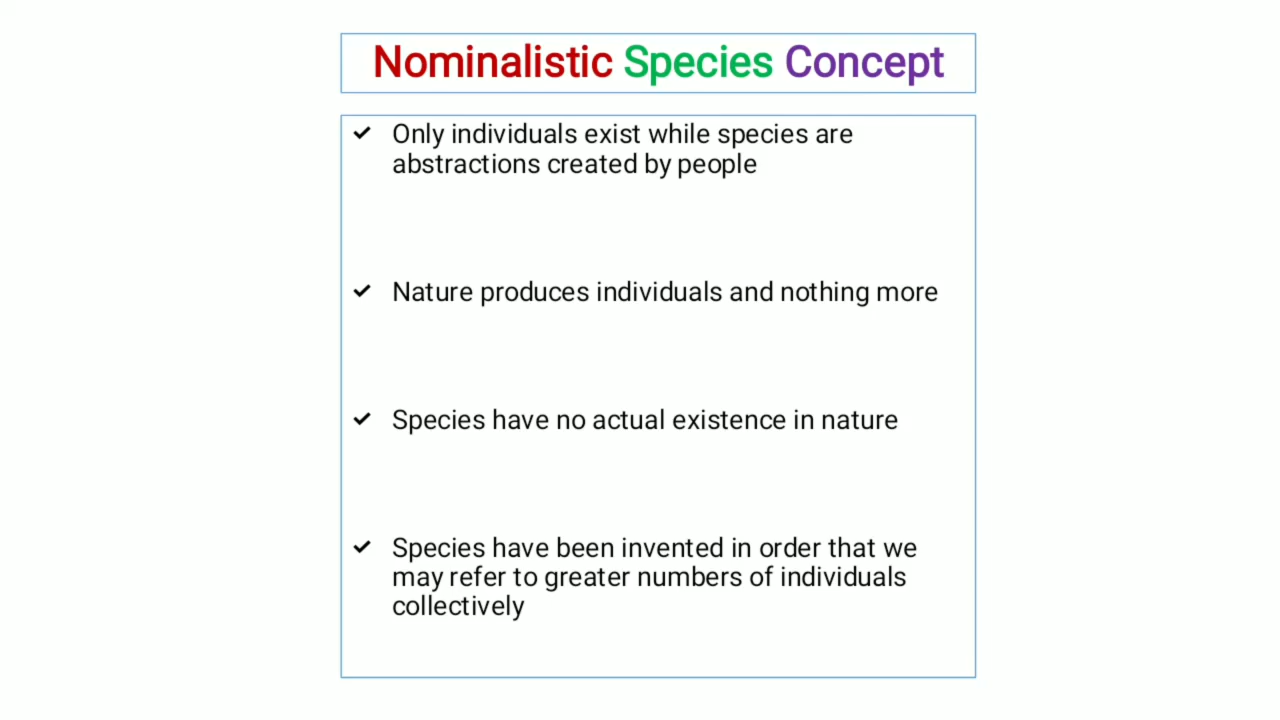 Nominalistic Species Concept
✓ Only individuals exist while species are
abstractions created by people
✓ Nature produces individuals and nothing more
✓ Species have no actual existence in nature
✓ Species have been invented in order that we
may refer to greater numbers of individuals
collectively